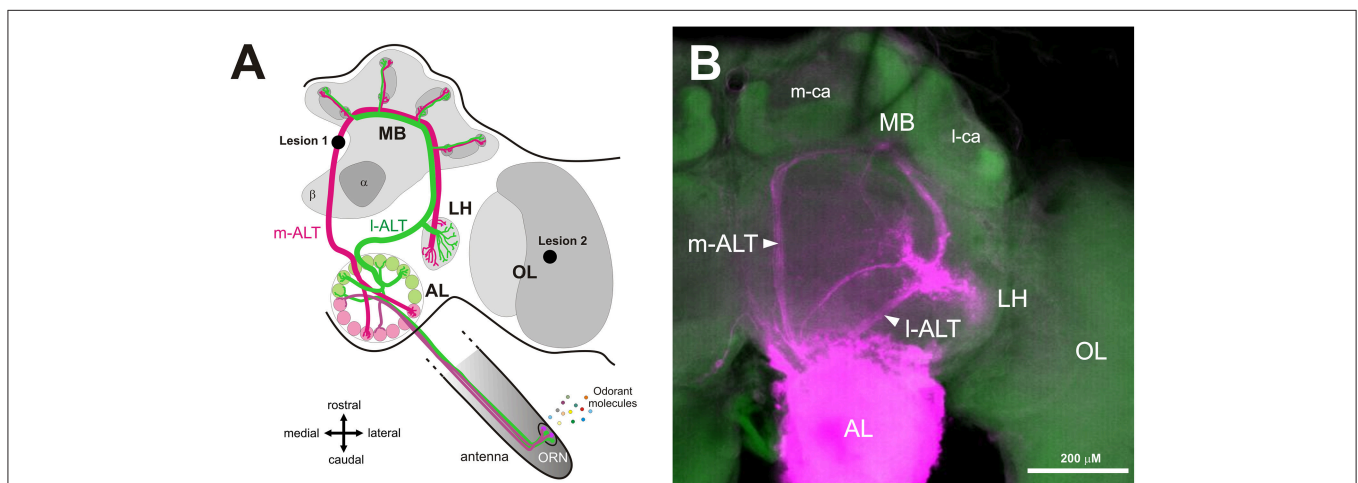 A
MB
Lesion 1
α
β
LH
m-ALT
l-ALT
Lesion 2
OL
AL
Odorant
molecules
rostral
medial
lateral
caudal
antenna
ORN
B
m-ca
MB
l-ca
m-ALT
LH
l-ALT
OL
AL
200 µM